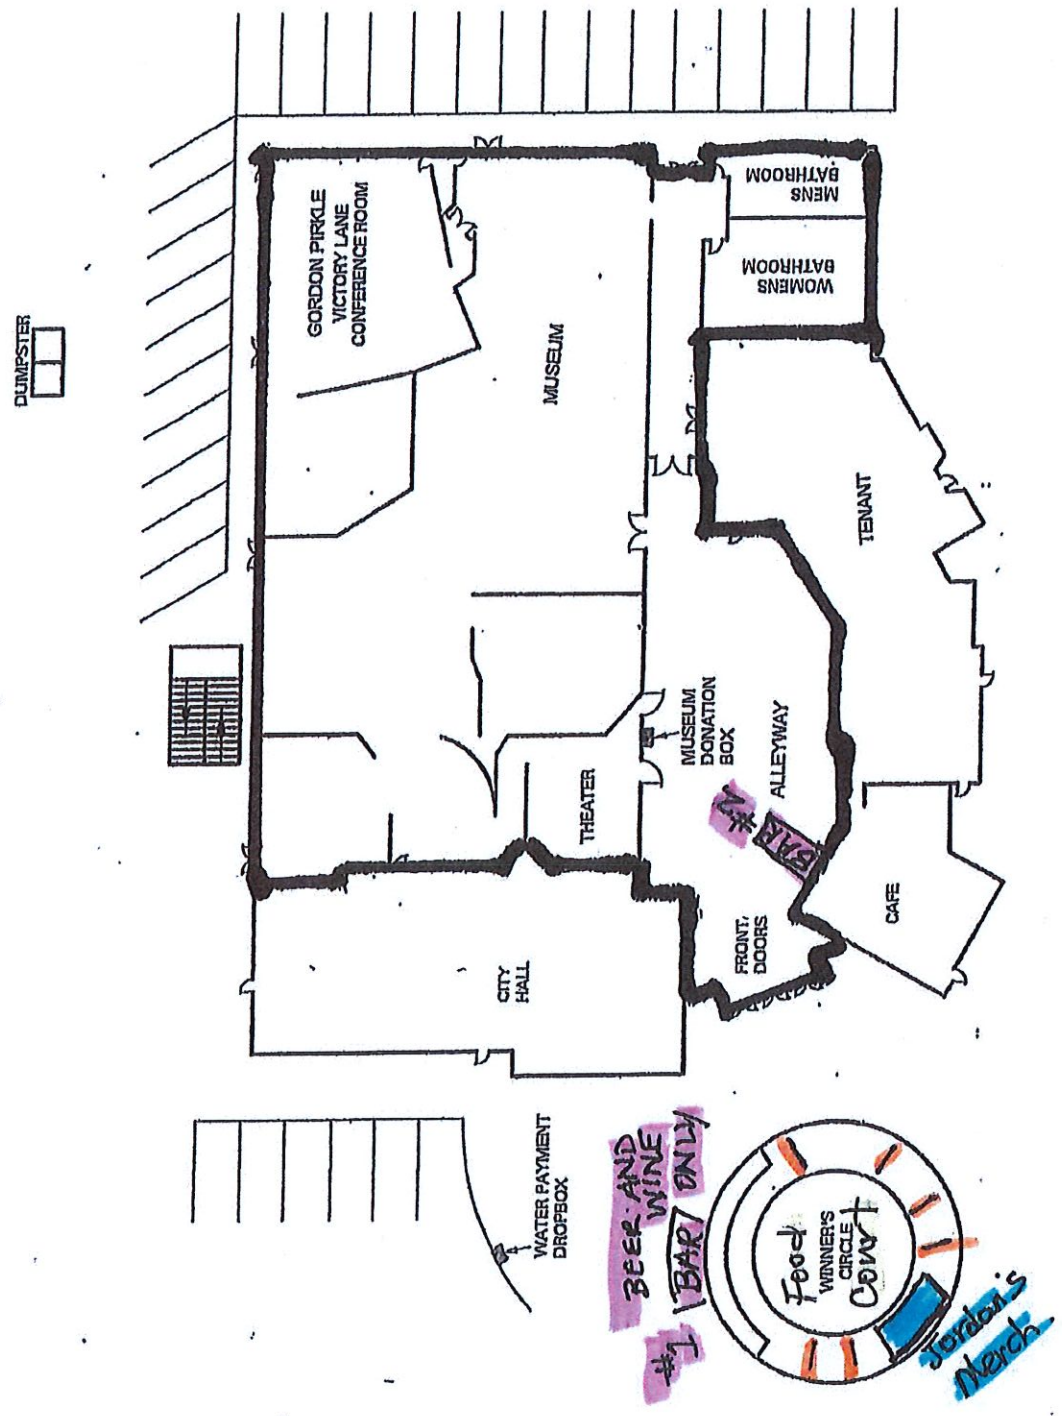 DUMPSTER
GORDON PIRKLE
VICTORY LANE
CONFERENCE ROOM
MUSEUM
MENS
BATHROOM
WOMENS
BATHROOM
TENANT
THEATER
MUSEUM
DONATION
BOX
ALLEYWAY
#2
BAR
CAFE
FRONT
DOORS
CITY
HALL
WATER PAYMENT
DROPBOX
BEER AND
WINE
ONLY
#1
BAR
Food
WINNER'S
CIRCLE
Court
Jordan's
Merch